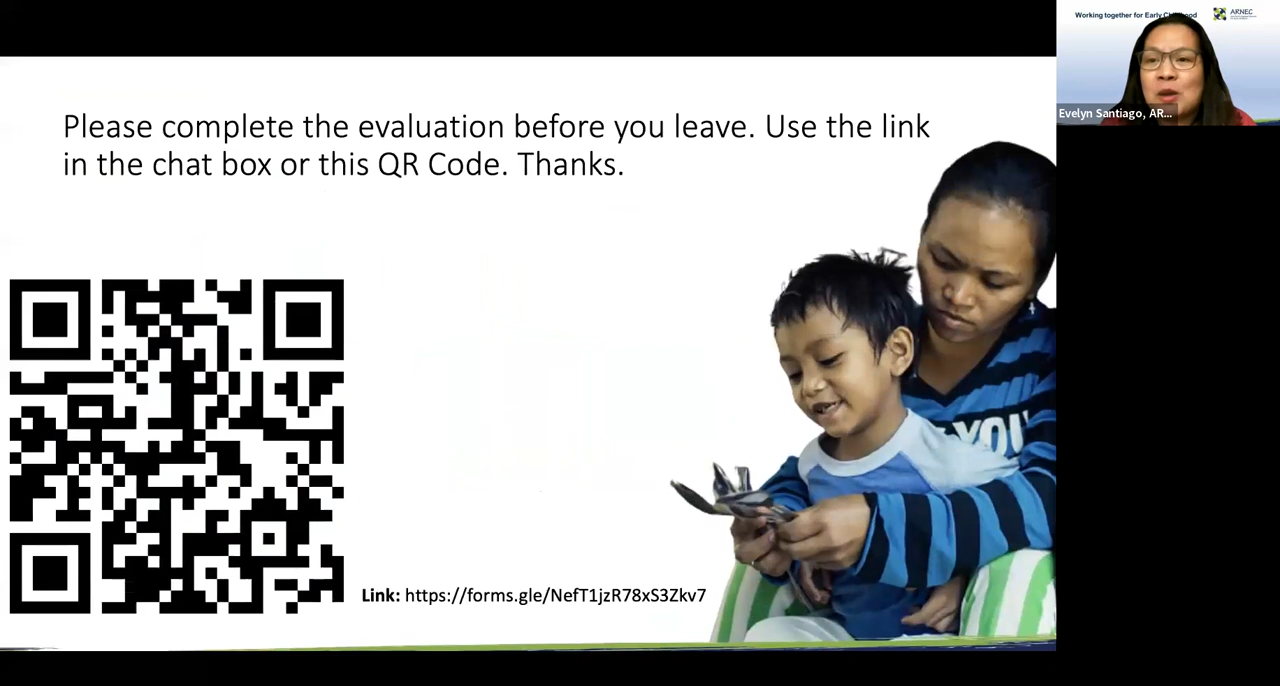 Please complete the evaluation before you leave. Use the link
in the chat box or this QR Code. Thanks.
Link: https://forms.gle/NefT1jzR78xS3Zkv7
YOU
Working together for Early Childhood
ARNEC
Evelyn Santiago, AR...